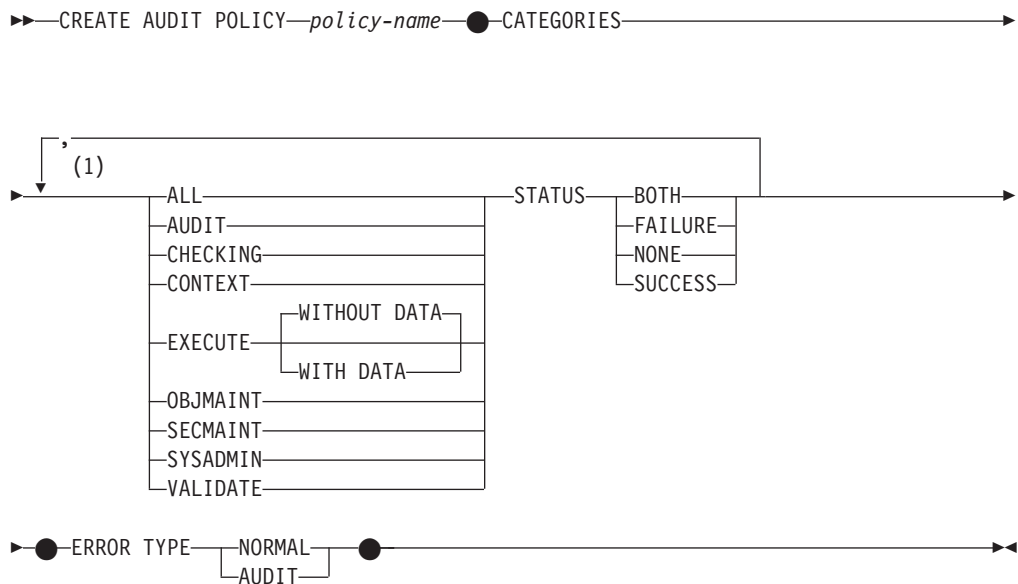 CREATE AUDIT POLICY policy-name CATEGORIES
,
(1)
ALL STATUS BOTH
AUDIT FAILURE
CHECKING NONE
CONTEXT SUCCESS
WITHOUT DATA
EXECUTE
WITH DATA
OBJMAINT
SECMAINT
SYSADMIN
VALIDATE
ERROR TYPE NORMAL
AUDIT